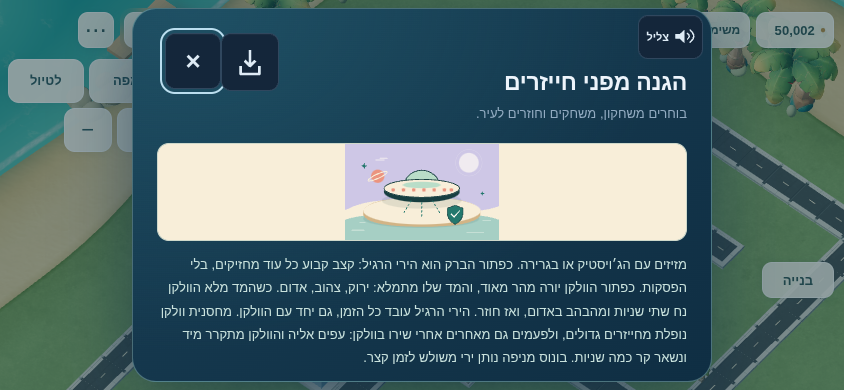 50,002
משימ
צליל
...
לטיול
מפה
הגנה מפני חייזרים
בוחרים משחקון, משחקים וחוזרים לעיר.
מזיזים עם הג׳ויסטיק או בגרירה. כפתור הברק הוא הירי הרגיל: קצב קבוע כל עוד מחזיקים, בלי
הפסקות. כפתור הוולקן יורה מהר מאוד, והמד שלו מתמלא: ירוק, צהוב, אדום. כשהמד מלא הוולקן
נח שתי שניות ומהבהב באדום, ואז חוזר. הירי הרגיל עובד כל הזמן, גם יחד עם הוולקן. מחסנית וולקן
נופלת מחייזרים גדולים, ולפעמים גם מאחרים אחרי שירו בוולקן: עפים אליה והוולקן מתקרר מיד
ונשאר קר כמה שניות. בונוס מניפה נותן ירי משולש לזמן קצר.
בנייה